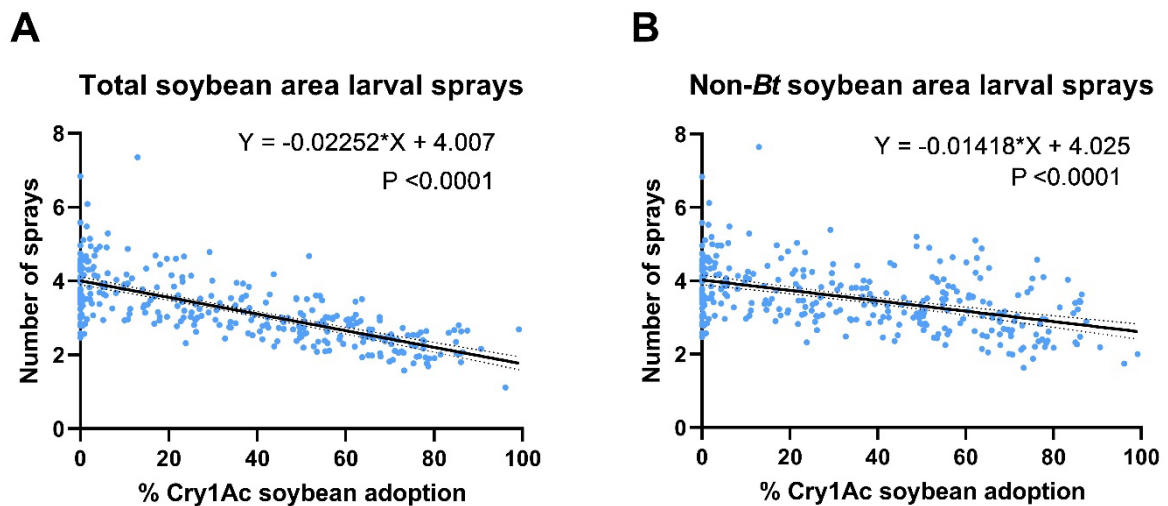 A
Total soybean area larval sprays
Y = -0.02252*X + 4.007
P <0.0001
Number of sprays
8
6
4
2
0
0 20 40 60 80 100
% Cry1Ac soybean adoption
B
Non-Bt soybean area larval sprays
Y = -0.01418*X + 4.025
P <0.0001
Number of sprays
8
6
4
2
0
0 20 40 60 80 100
% Cry1Ac soybean adoption